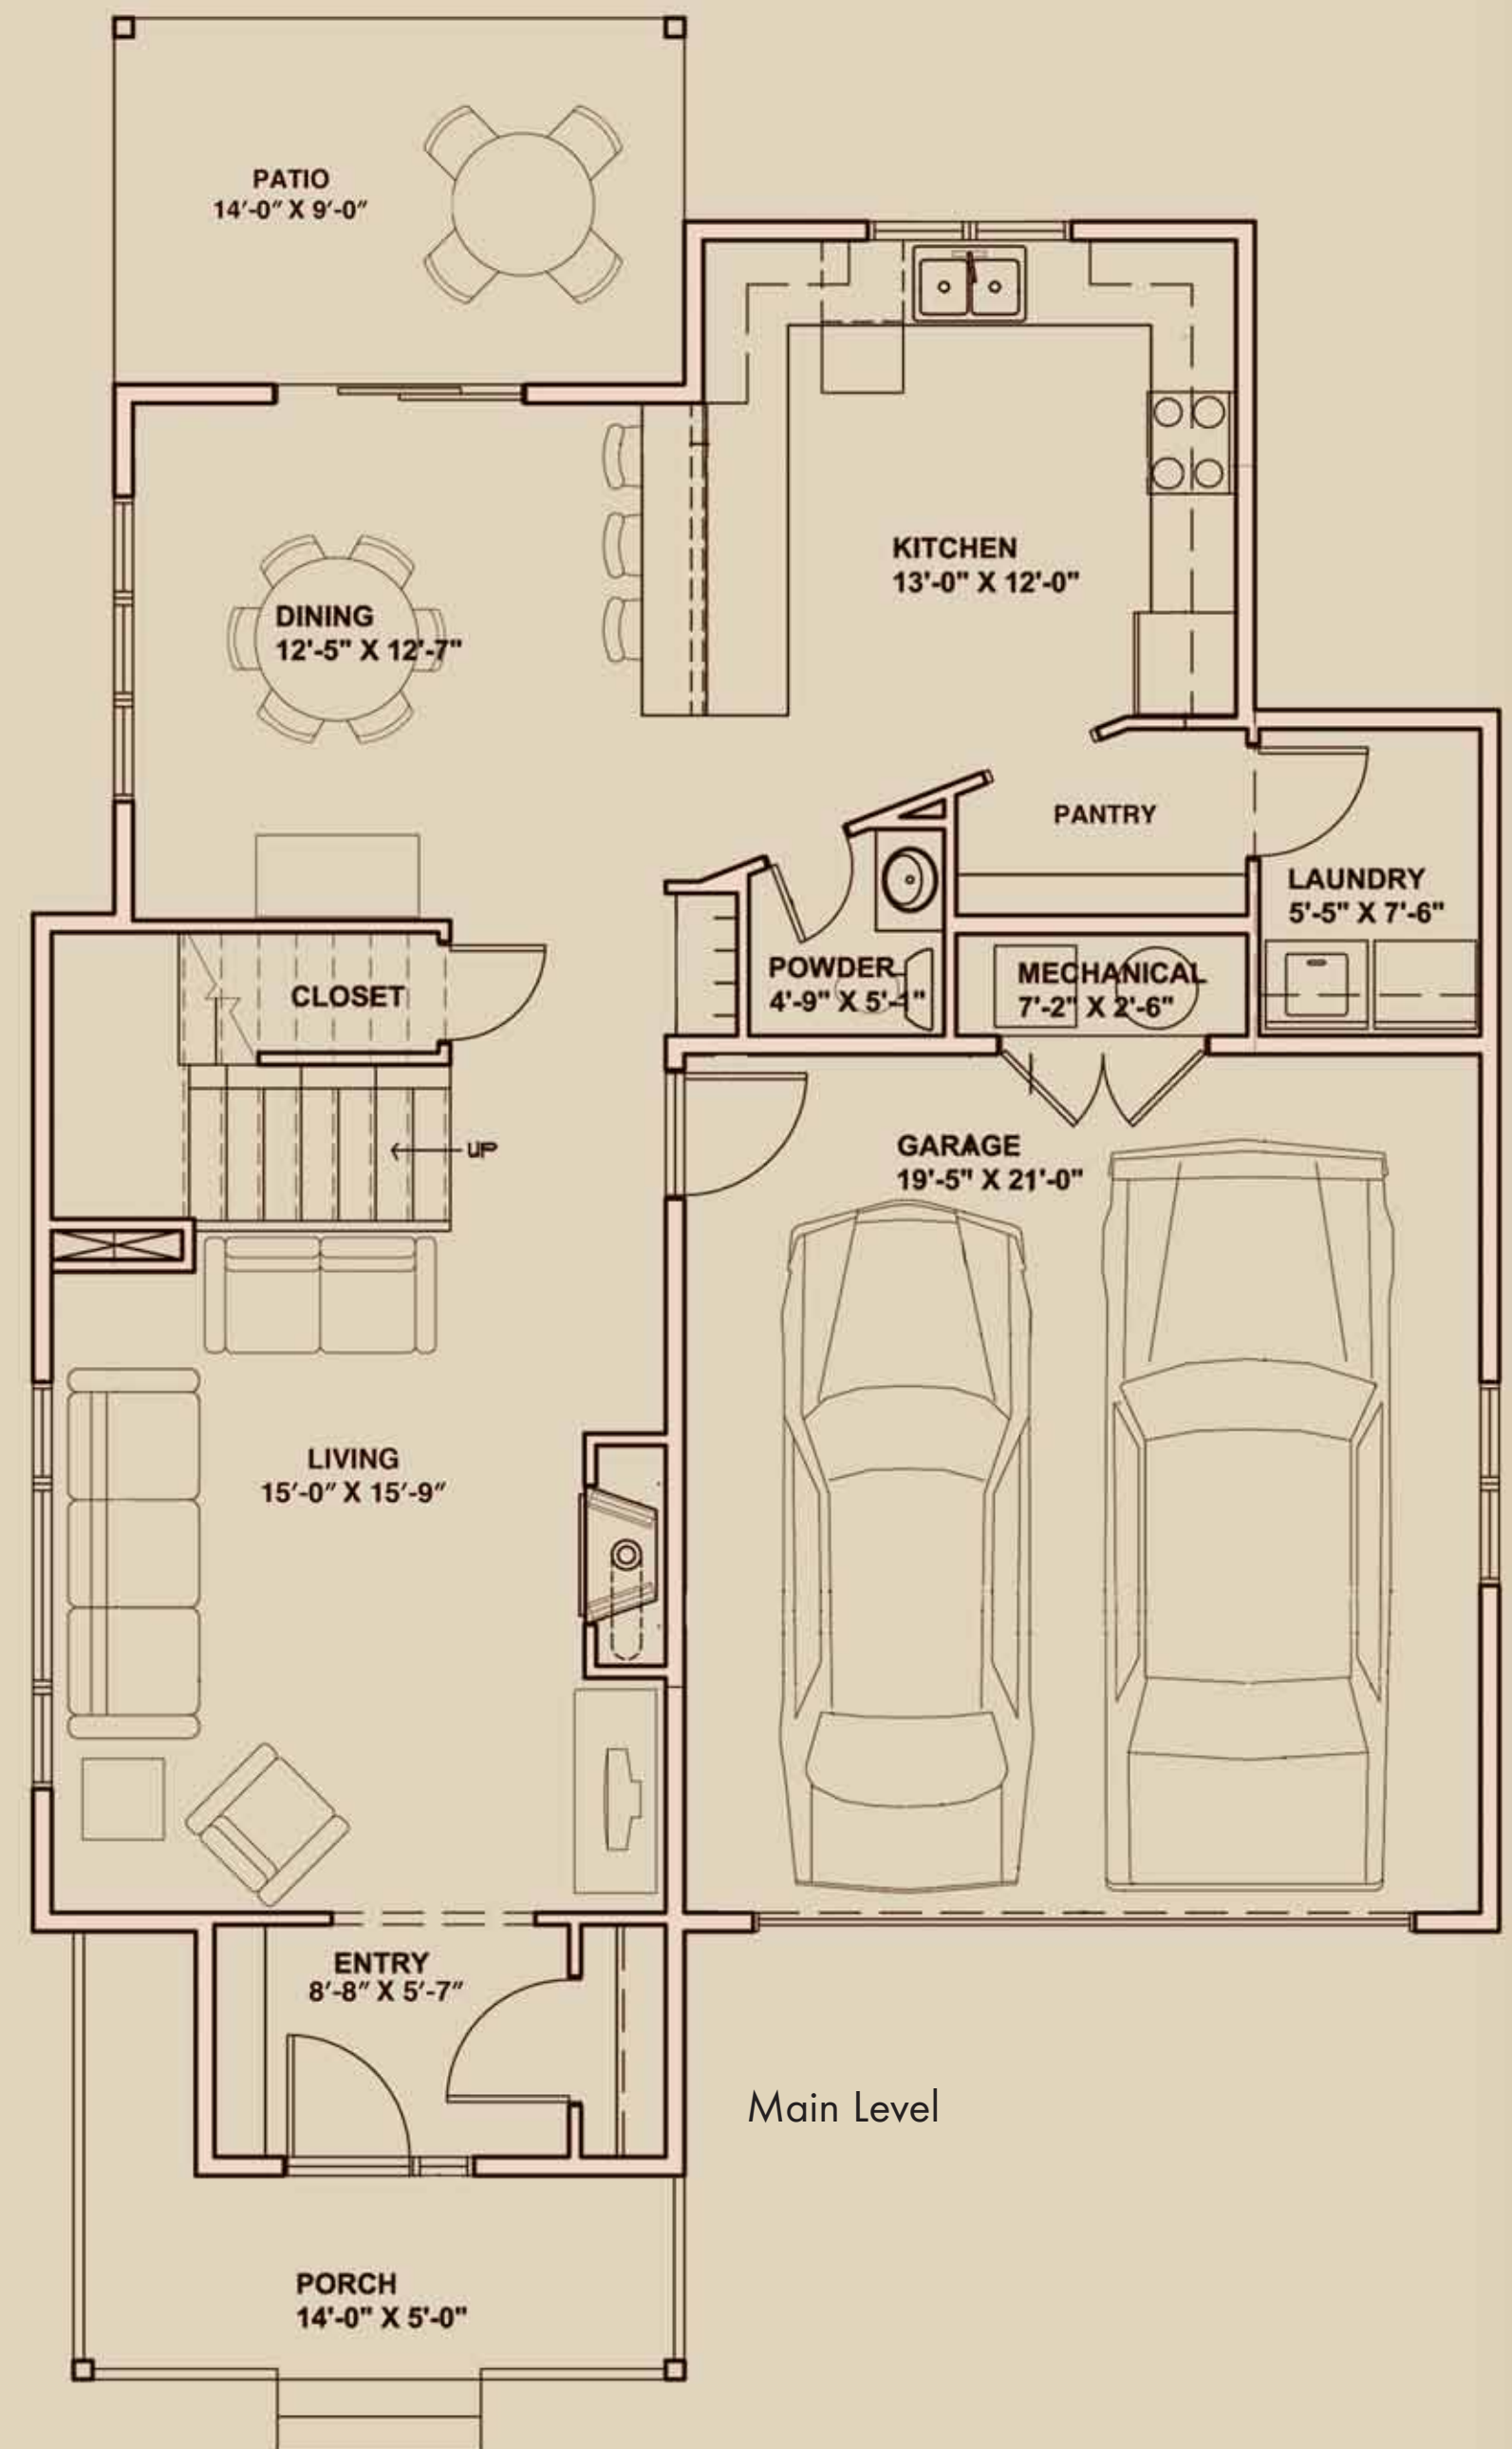 PATIO
14′-0″ X 9′-0″
KITCHEN
13'-0" X 12'-0"
DINING
12'-5" X 12'-7"
PANTRY
LAUNDRY
5'-5" X 7'-6"
POWDER
4'-9" X 5'-1"
MECHANICAL
7'-2" X 2'-6"
CLOSET
UP
GARAGE
19'-5" X 21'-0"
LIVING
15′-0″ X 15′-9″
ENTRY
8′-8″ X 5′-7″
Main Level
PORCH
14'-0" X 5'-0"